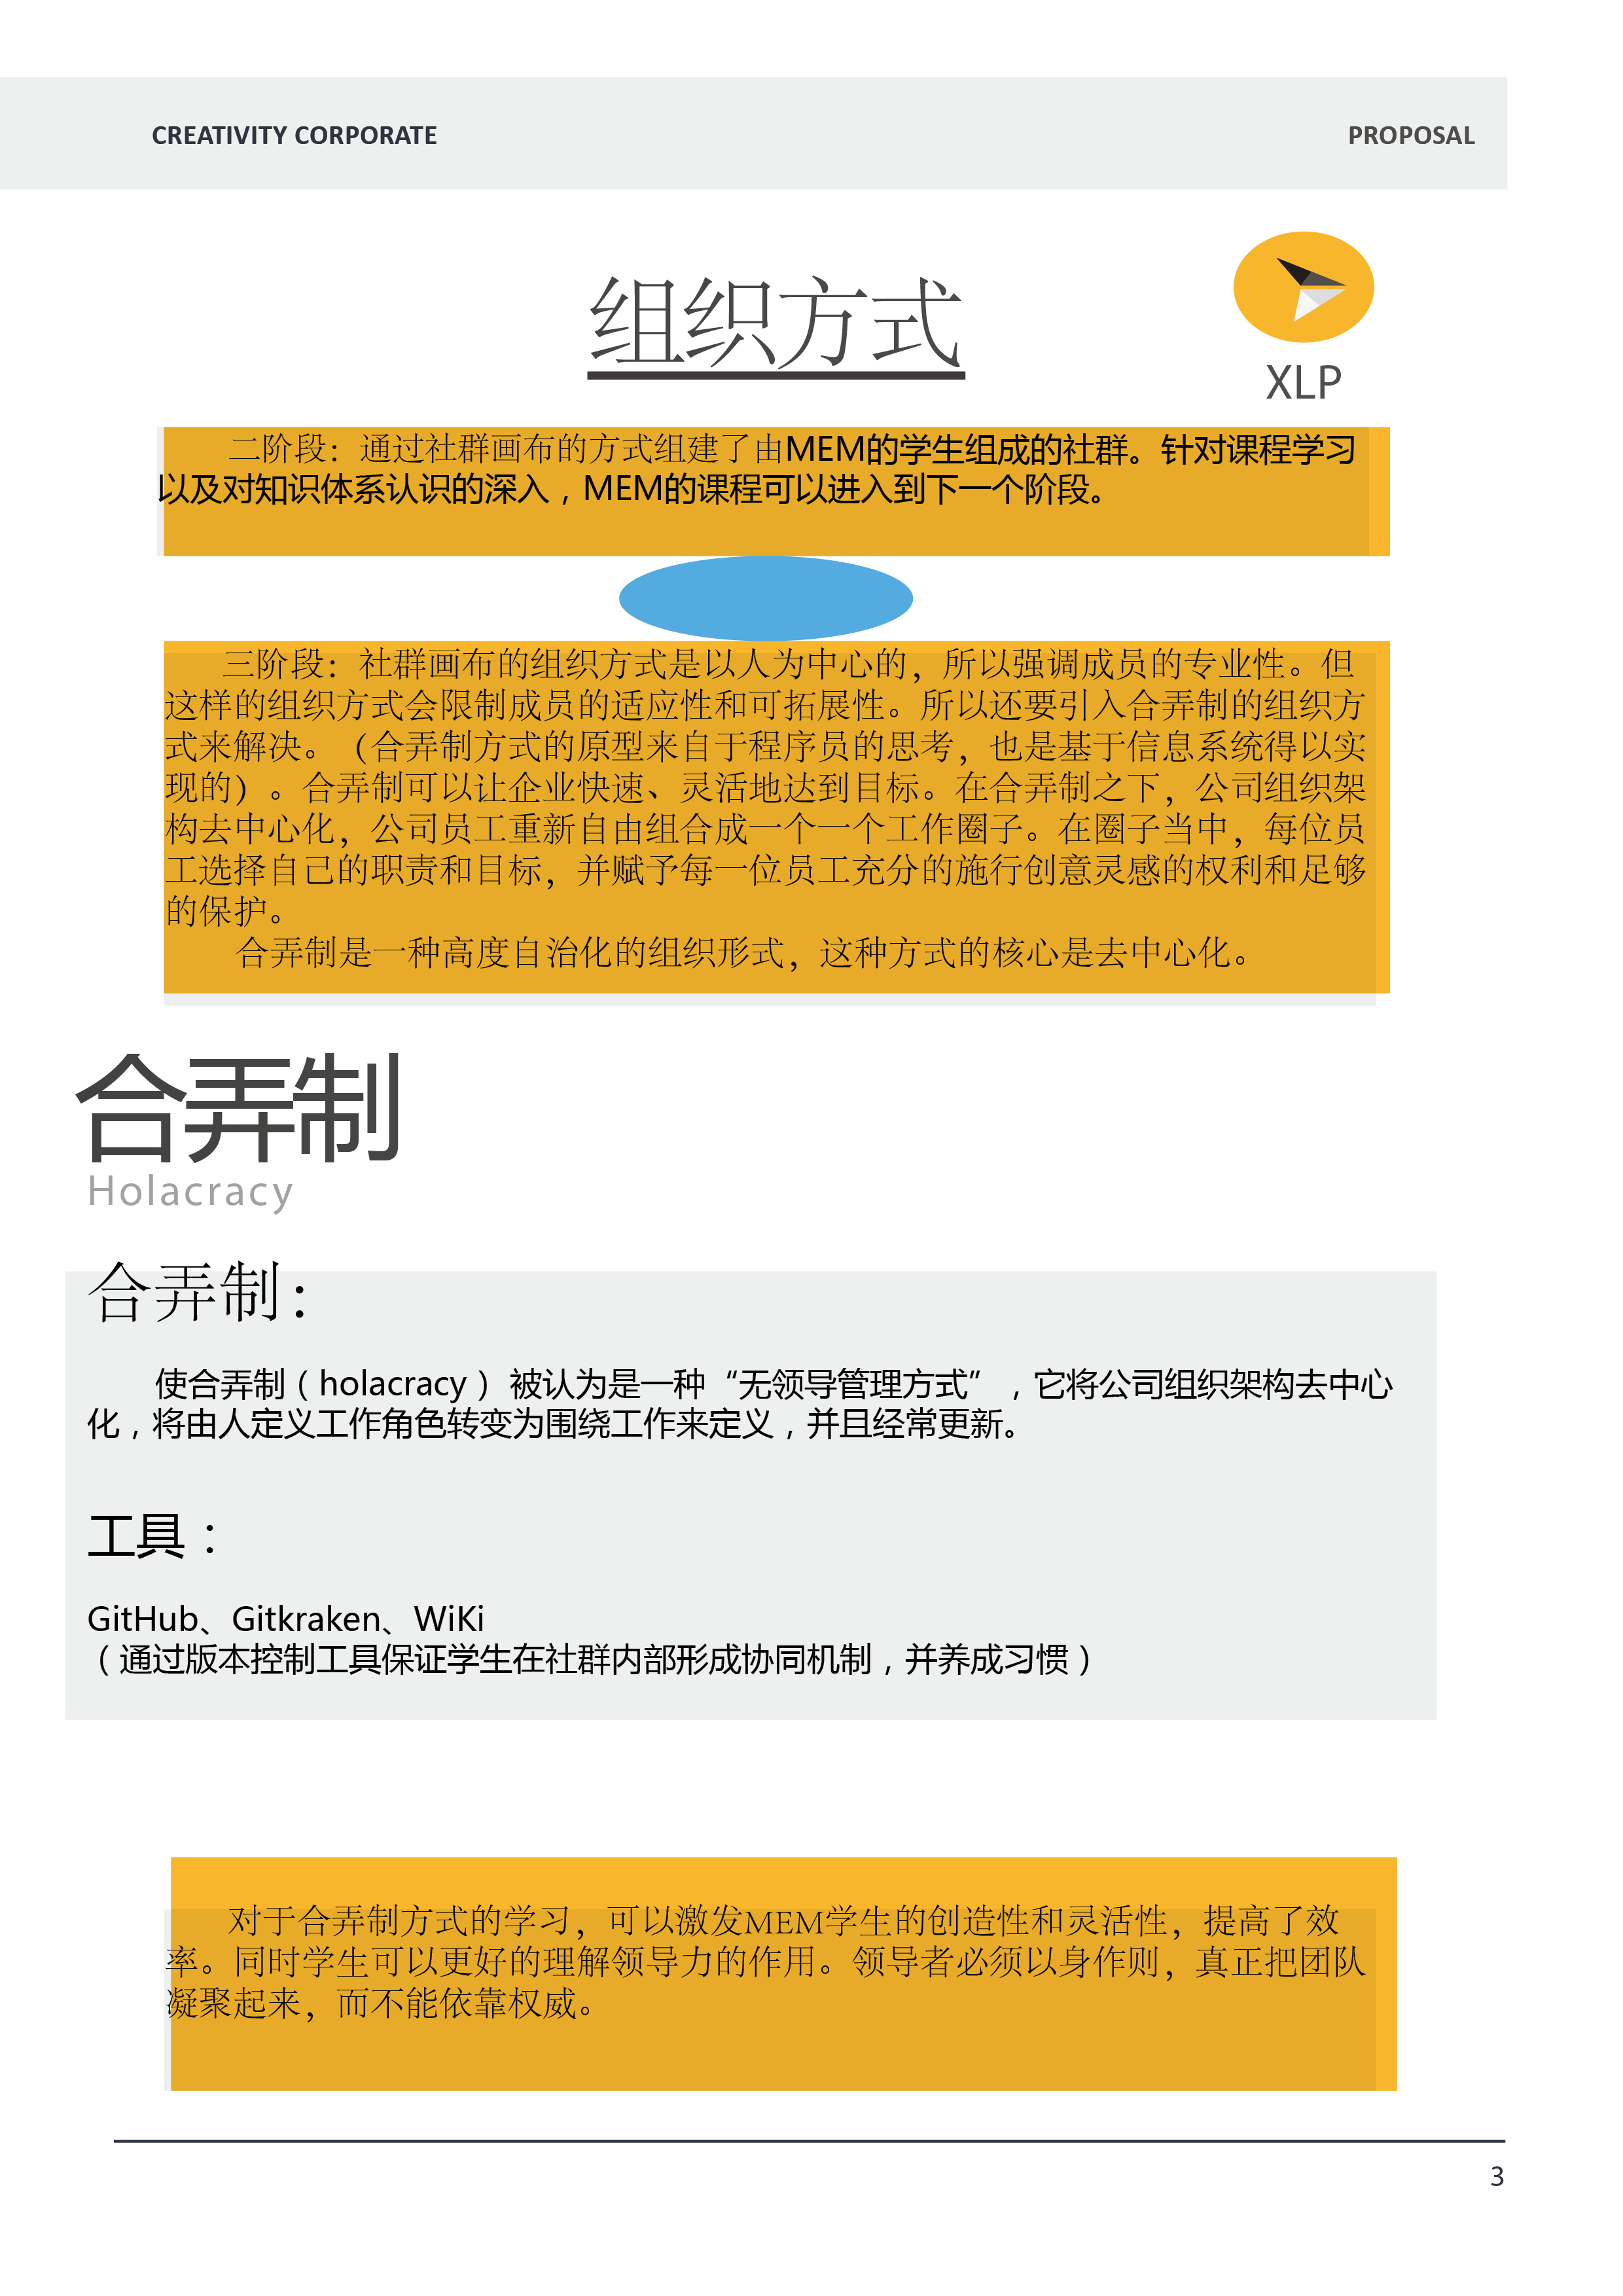 CREATIVITY CORPORATE
PROPOSAL
组织方式
XLP
二阶段：通过社群画布的方式组建了由MEM的学生组成的社群。针对课程学习
以及对知识体系认识的深入，MEM的课程可以进入到下一个阶段。
三阶段：社群画布的组织方式是以人为中心的，所以强调成员的专业性。但
这样的组织方式会限制成员的适应性和可拓展性。所以还要引入合弄制的组织方
式来解决。（合弄制方式的原型来自于程序员的思考，也是基于信息系统得以实
现的）。合弄制可以让企业快速、灵活地达到目标。在合弄制之下，公司组织架
构去中心化，公司员工重新自由组合成一个一个工作圈子。在圈子当中，每位员
工选择自己的职责和目标，并赋予每一位员工充分的施行创意灵感的权利和足够
的保护。
合弄制是一种高度自治化的组织形式，这种方式的核心是去中心化。
合弄制
Holacracy
合弄制：
使合弄制（holacracy）被认为是一种“无领导管理方式”，它将公司组织架构去中心
化，将由人定义工作角色转变为围绕工作来定义，并且经常更新。
工具：
GitHub、Gitkraken、WiKi
（通过版本控制工具保证学生在社群内部形成协同机制，并养成习惯）
对于合弄制方式的学习，可以激发MEM学生的创造性和灵活性，提高了效
率。同时学生可以更好的理解领导力的作用。领导者必须以身作则，真正把团队
凝聚起来，而不能依靠权威。
3